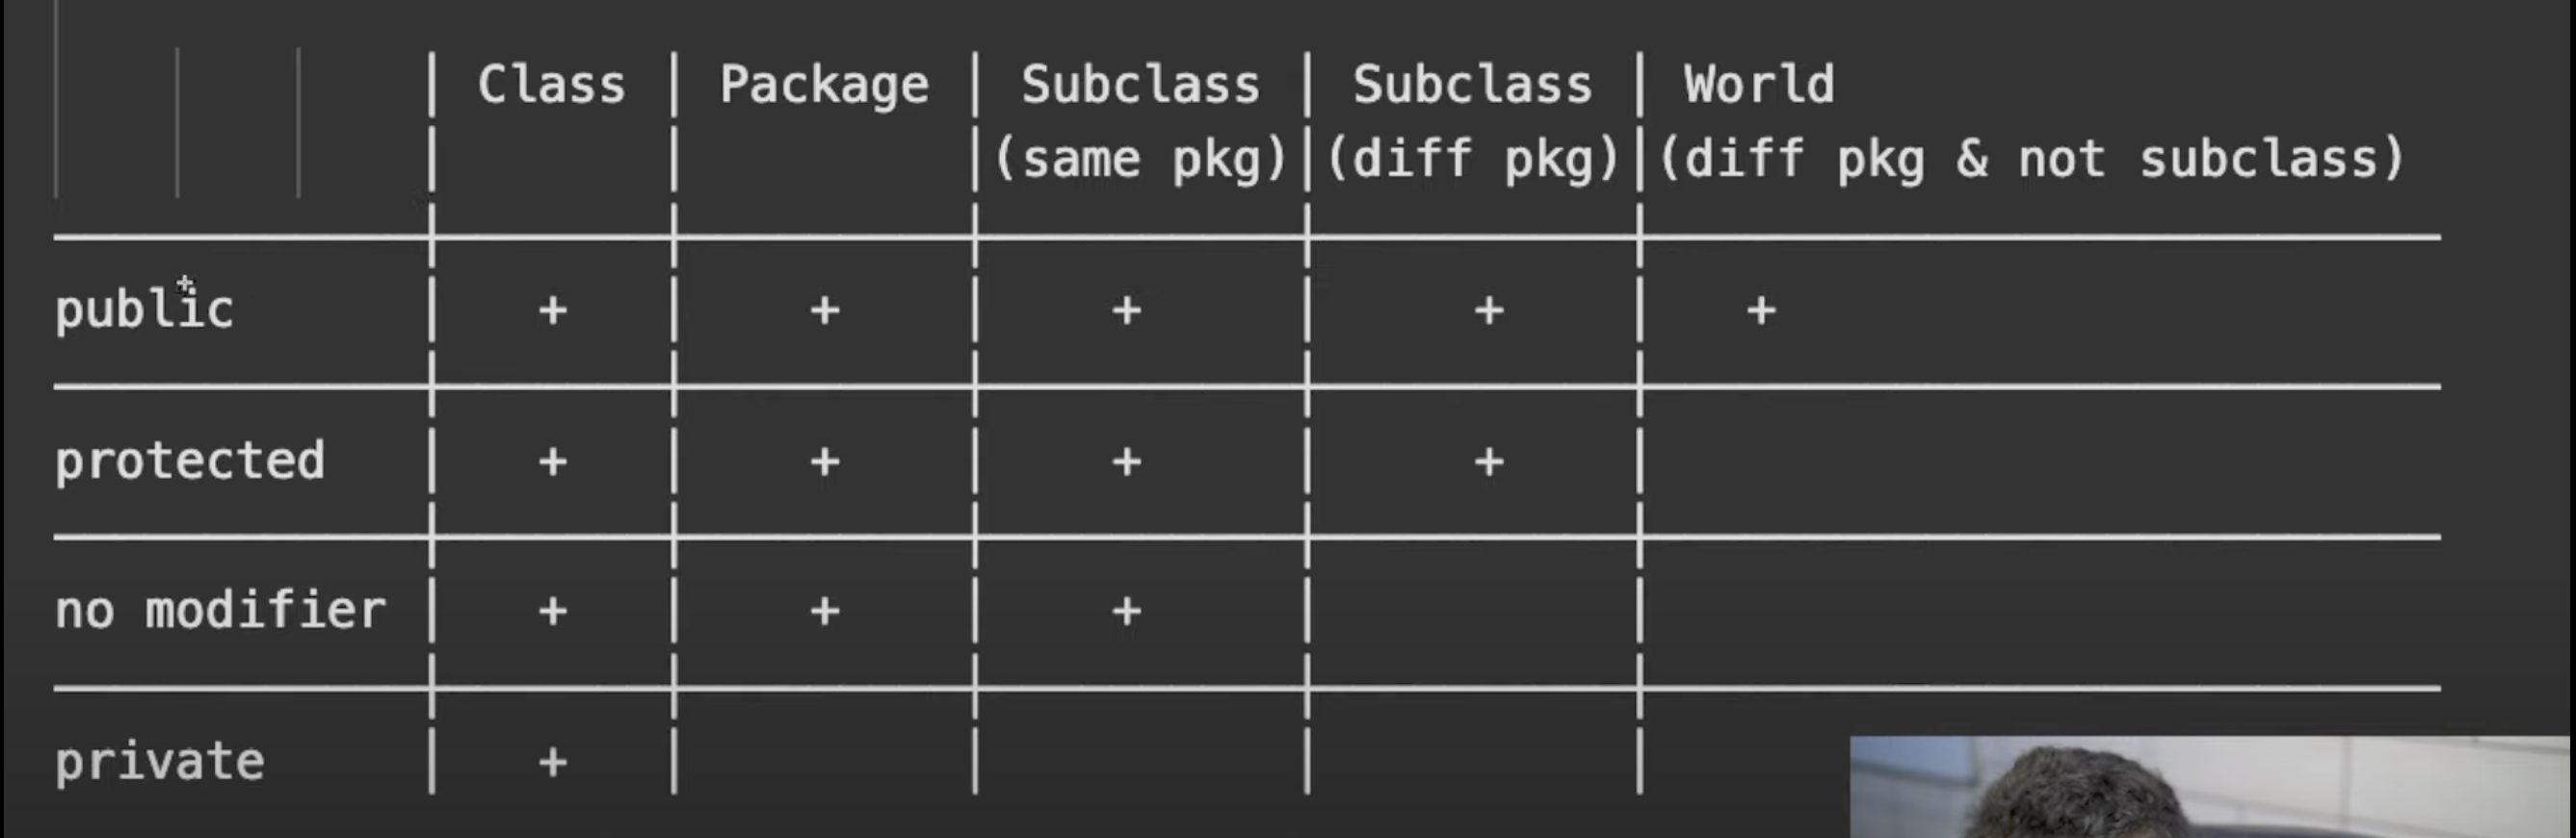 Class | Package | Subclass | Subclass | World
(same pkg) | (diff pkg) | (diff pkg & not subclass)
public | + | + | + | + | +
protected | + | + | + | + |
no modifier | + | + | + | |
private | + | | | |